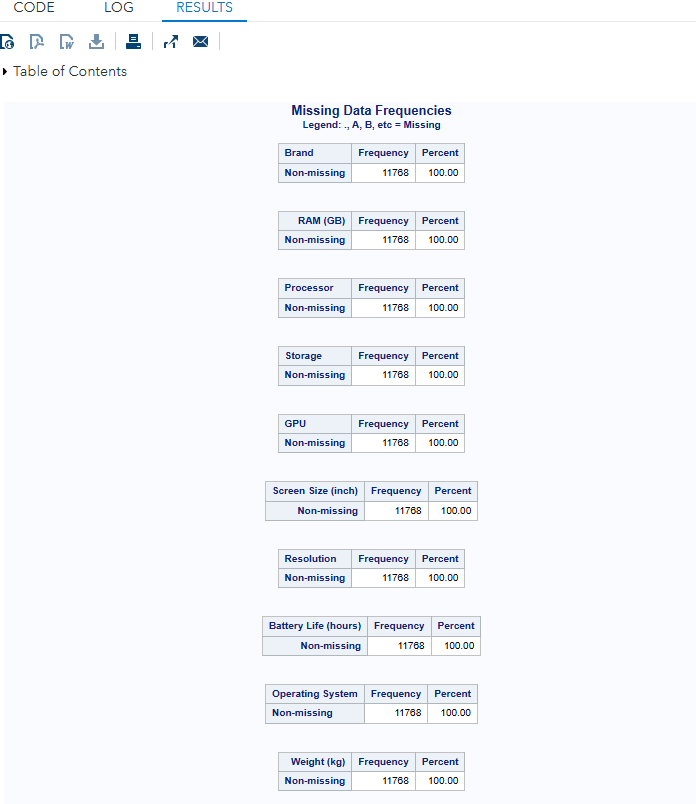 CODE LOG RESULTS
Table of Contents
Missing Data Frequencies
Legend: ., A, B, etc = Missing
Brand Frequency Percent
Non-missing 11768 100.00
RAM (GB) Frequency Percent
Non-missing 11768 100.00
Processor Frequency Percent
Non-missing 11768 100.00
Storage Frequency Percent
Non-missing 11768 100.00
GPU Frequency Percent
Non-missing 11768 100.00
Screen Size (inch) Frequency Percent
Non-missing 11768 100.00
Resolution Frequency Percent
Non-missing 11768 100.00
Battery Life (hours) Frequency Percent
Non-missing 11768 100.00
Operating System Frequency Percent
Non-missing 11768 100.00
Weight (kg) Frequency Percent
Non-missing 11768 100.00